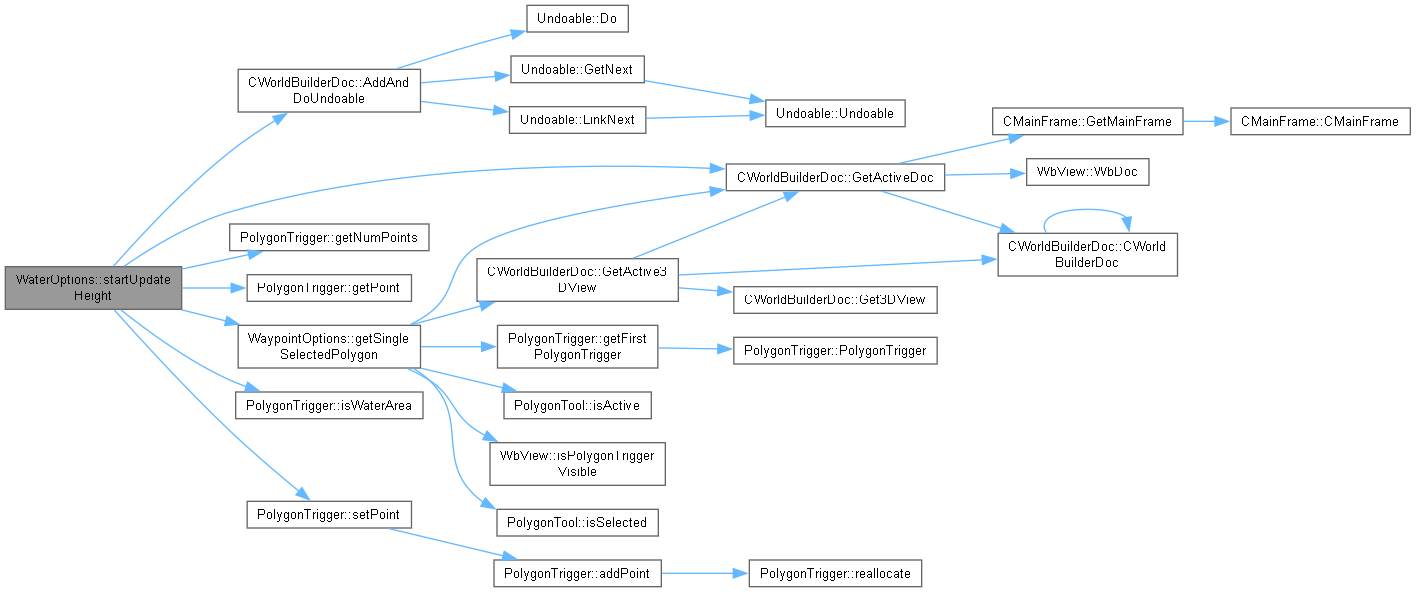 Undoable::Do
CWorldBuilderDoc::AddAnd
DoUndoable
Undoable::GetNext
Undoable::LinkNext
Undoable::Undoable
CMainFrame::GetMainFrame
CMainFrame::CMainFrame
CWorldBuilderDoc::GetActiveDoc
WbView::WbDoc
PolygonTrigger::getNumPoints
CWorldBuilderDoc::CWorld
BuilderDoc
WaterOptions::startUpdate
Height
PolygonTrigger::getPoint
CWorldBuilderDoc::GetActive3
DView
CWorldBuilderDoc::Get3DView
WaypointOptions::getSingle
SelectedPolygon
PolygonTrigger::getFirst
PolygonTrigger
PolygonTrigger::PolygonTrigger
PolygonTrigger::isWaterArea
PolygonTool::isActive
WbView::isPolygonTrigger
Visible
PolygonTrigger::setPoint
PolygonTool::isSelected
PolygonTrigger::addPoint
PolygonTrigger::reallocate